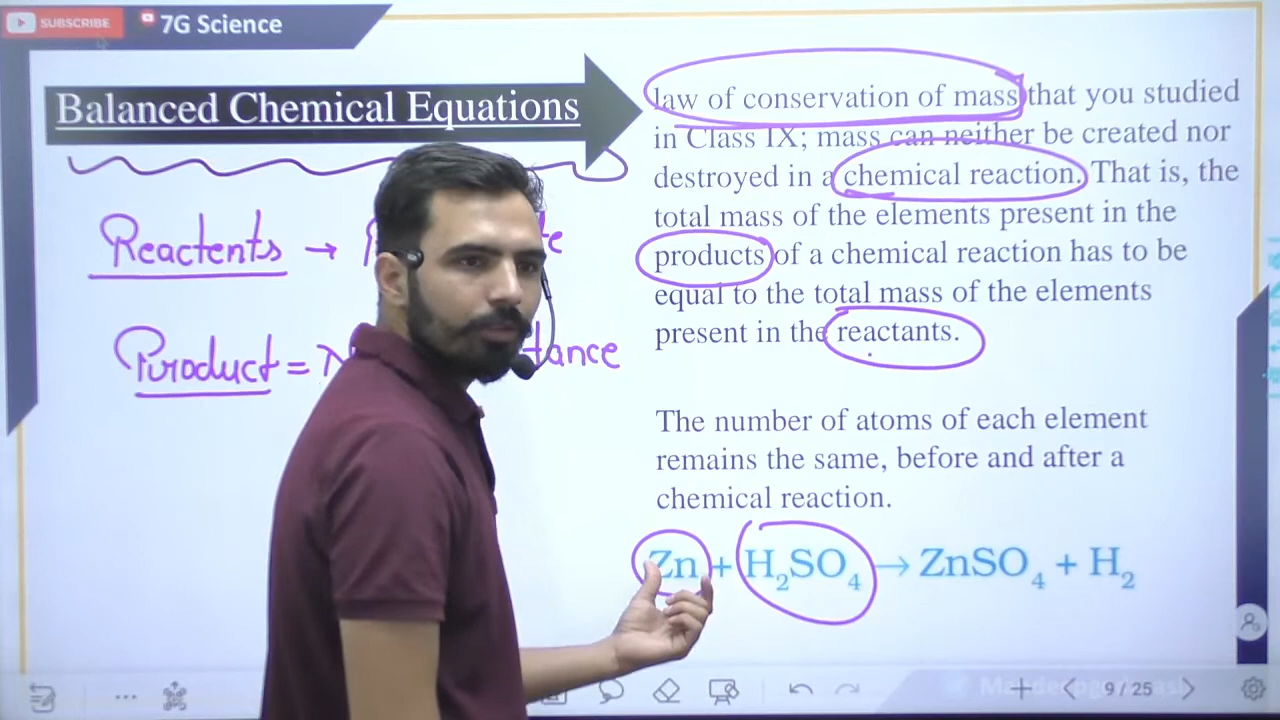 SUBSCRIBE
7G Science
Balanced Chemical Equations
Reactents →
Product =
law of conservation of mass that you studied
in Class IX; mass can neither be created nor
destroyed in a chemical reaction. That is, the
total mass of the elements present in the
products of a chemical reaction has to be
equal to the total mass of the elements
present in the reactants.
The number of atoms of each element
remains the same, before and after a
chemical reaction.
Zn + H₂SO₄ → ZnSO₄ + H₂
9 / 25